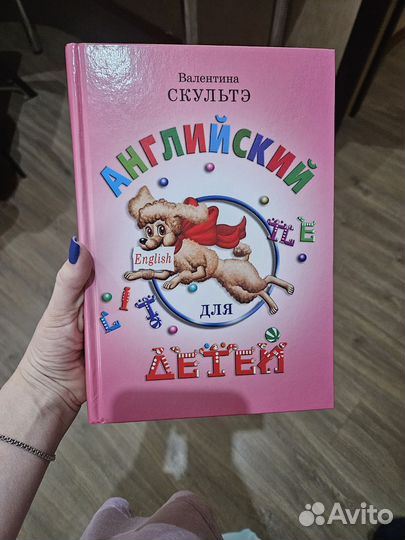 Валентина
СКУЛЬТЭ
АНГЛИЙСКИЙ
English
для
ДЕТЕЙ
Avito